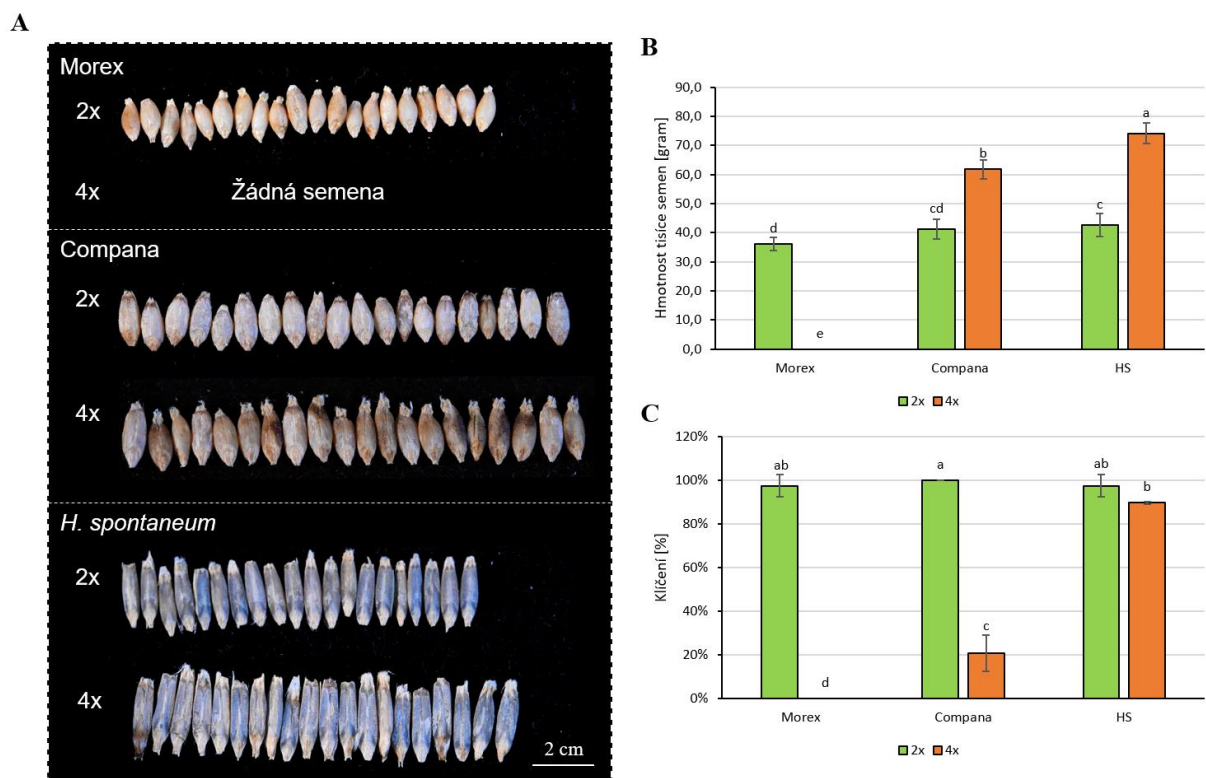 A
Morex
2x
4x Žádná semena
Compana
2x
4x
H. spontaneum
2x
4x
2 cm
B
Hmotnost tisíce semen [gram]
90,0
80,0
70,0
60,0
50,0
40,0
30,0
20,0
10,0
0,0
d
e
cd
b
c
a
Morex Compana HS
2x 4x
C
Klíčení [%]
120%
100%
80%
60%
40%
20%
0%
ab
d
a
c
ab
b
Morex Compana HS
2x 4x